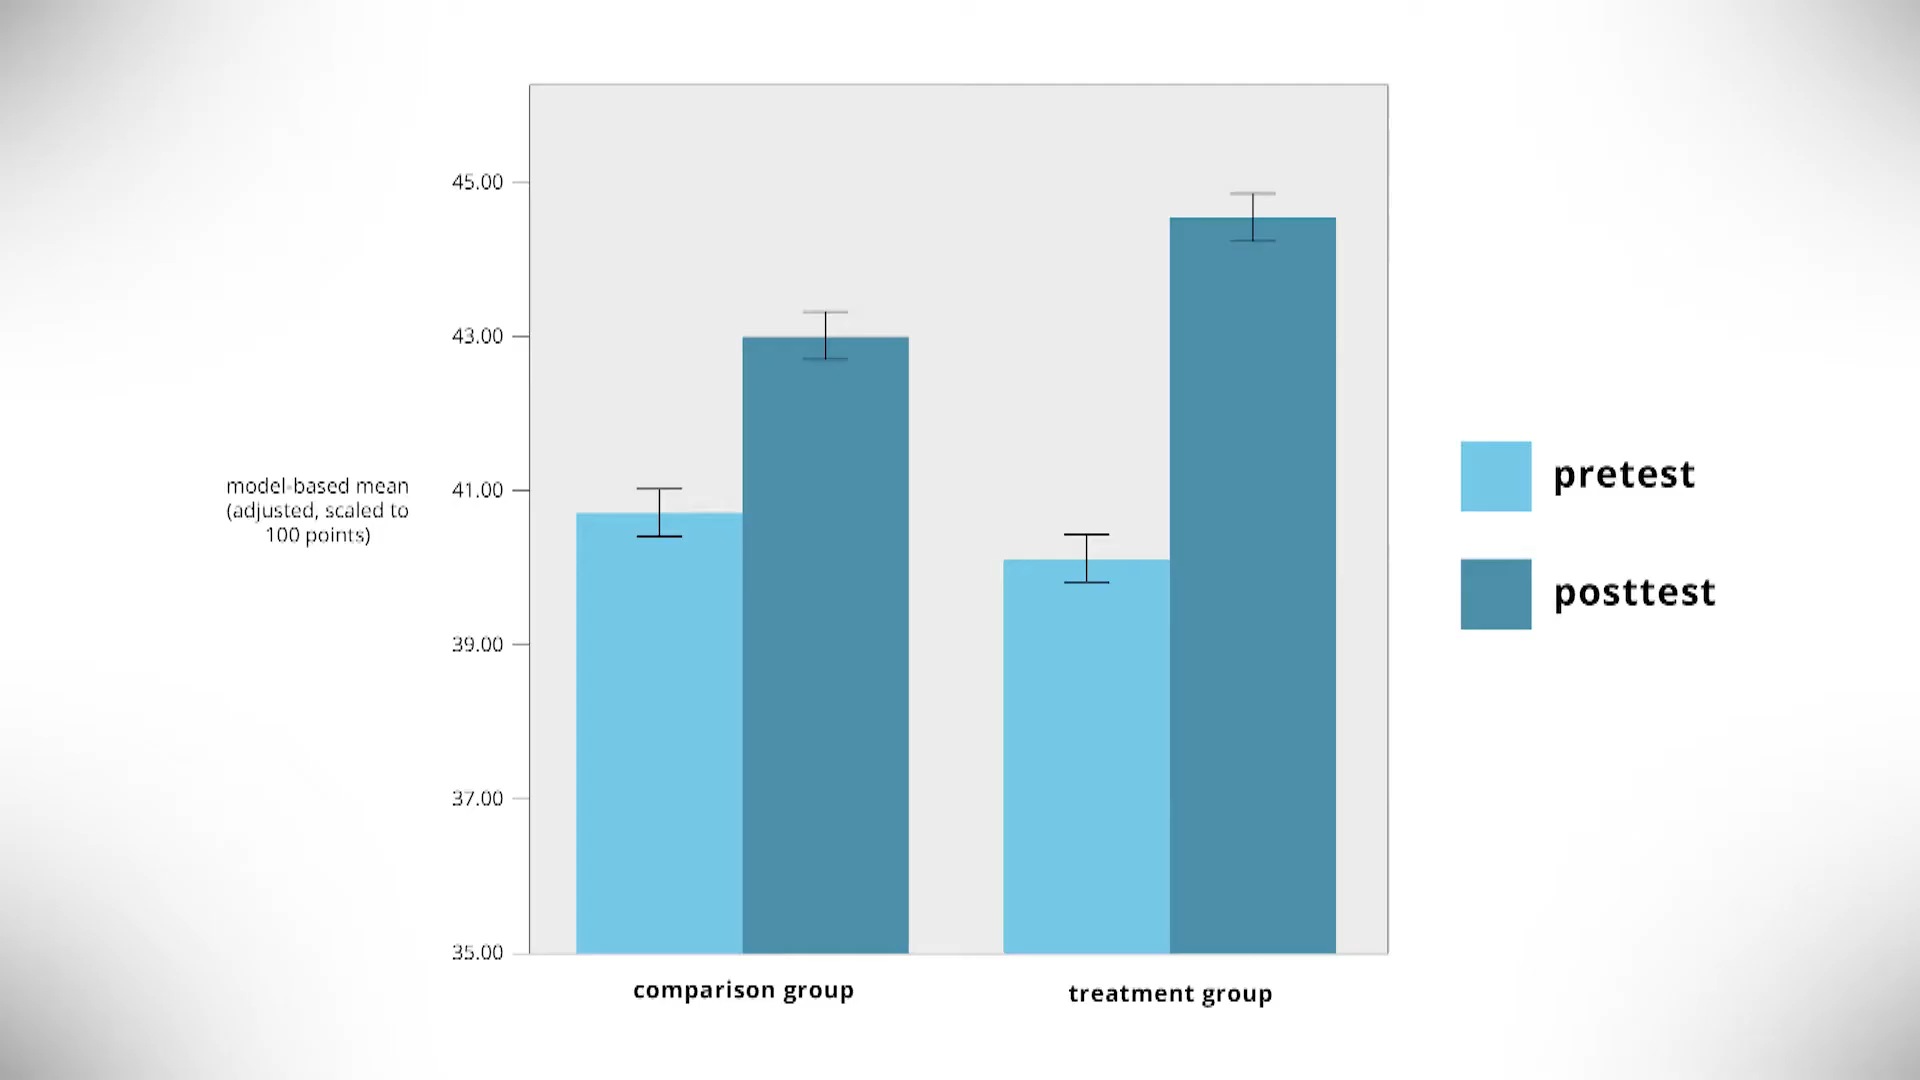 45.00
43.00
41.00
39.00
37.00
35.00
model-based mean
(adjusted, scaled to
100 points)
comparison group
treatment group
pretest
posttest